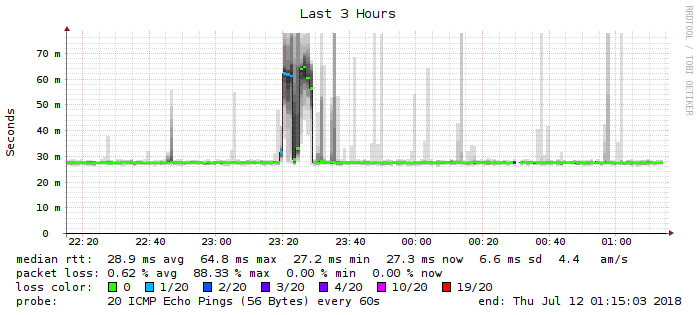 Last 3 Hours
RRDTOOL / TOBI OETIKER
Seconds
70 m
60 m
50 m
40 m
30 m
20 m
10 m
0
22:20 22:40 23:00 23:20 23:40 00:00 00:20 00:40 01:00
median rtt: 28.9 ms avg 64.8 ms max 27.2 ms min 27.3 ms now 6.6 ms sd 4.4 am/s
packet loss: 0.62 % avg 88.33 % max 0.00 % min 0.00 % now
loss color: 0 1/20 2/20 3/20 4/20 10/20 19/20
probe: 20 ICMP Echo Pings (56 Bytes) every 60s end: Thu Jul 12 01:15:03 2018